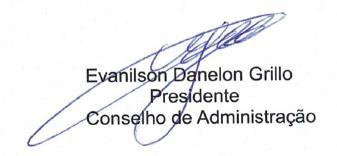 Evanilson Danelon Grillo
Presidente
Conselho de Administração